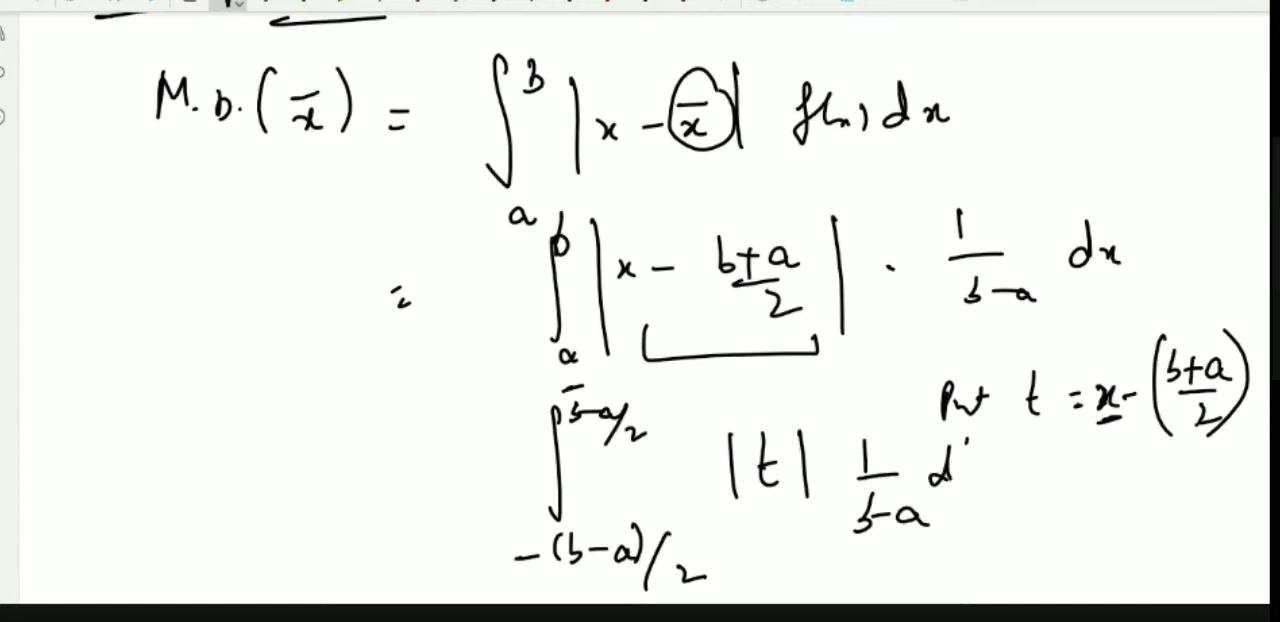 M.D.(x̄) = ∫_a^b |x - x̄| f(x) dx
= ∫_a^b |x - (b+a)/2| · 1/(b-a) dx
Put t = x - ((b+a)/2)
∫_{-(b-a)/2}^{b-a/2} |t| 1/(b-a) d